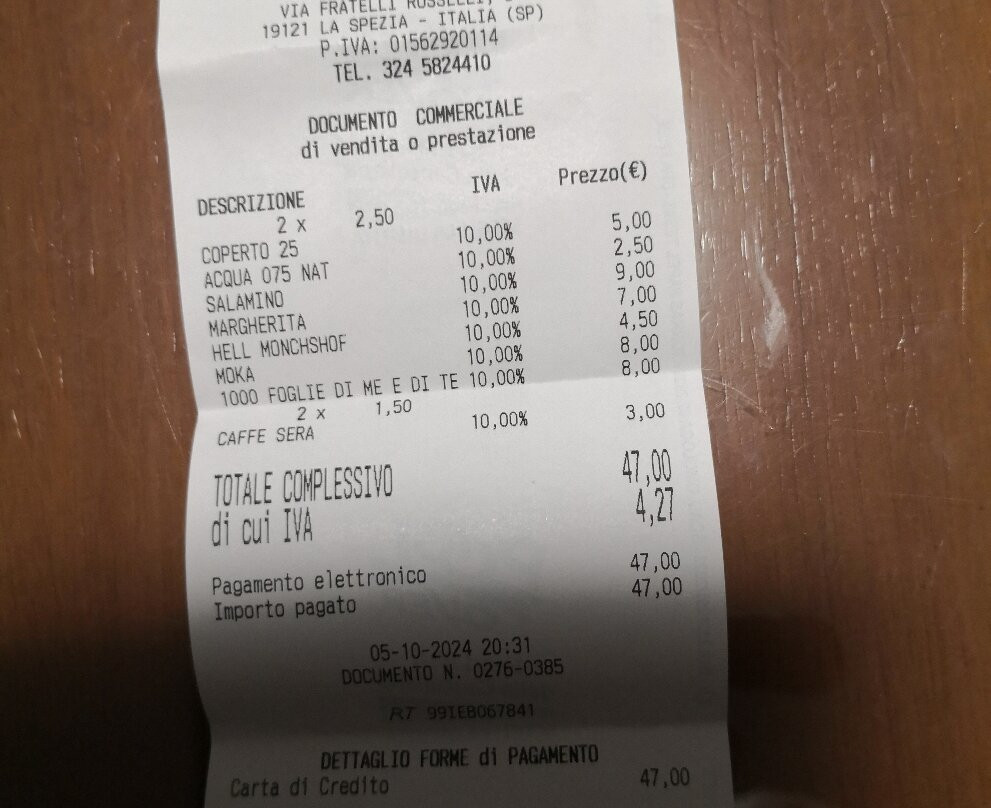 VIA FRATELLI ROSSELLI,
19121 LA SPEZIA - ITALIA (SP)
P.IVA: 01562920114
TEL. 324 5824410
DOCUMENTO COMMERCIALE
di vendita o prestazione
DESCRIZIONE IVA Prezzo(€)
2 x 2,50
COPERTO 25 10,00% 5,00
ACQUA 075 NAT 10,00% 2,50
SALAMINO 10,00% 9,00
MARGHERITA 10,00% 7,00
HELL MONCHSHOF 10,00% 4,50
MOKA 10,00% 8,00
1000 FOGLIE DI ME E DI TE 10,00% 8,00
2 x 1,50
CAFFE SERA 10,00% 3,00
TOTALE COMPLESSIVO 47,00
di cui IVA 4,27
Pagamento elettronico 47,00
Importo pagato 47,00
05-10-2024 20:31
DOCUMENTO N. 0276-0385
RT 99IEB067841
DETTAGLIO FORME di PAGAMENTO
Carta di Credito 47,00